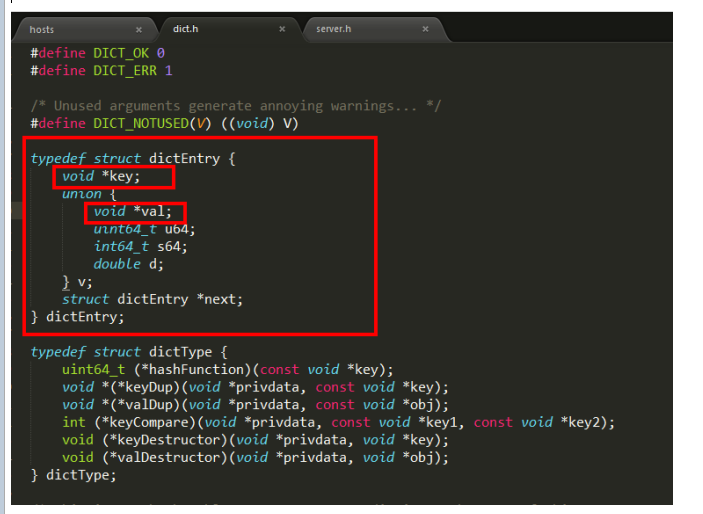 hosts × dict.h × server.h ×
#define DICT_OK 0
#define DICT_ERR 1
/* Unused arguments generate annoying warnings... */
#define DICT_NOTUSED(V) ((void) V)
typedef struct dictEntry {
void *key;
union {
void *val;
uint64_t u64;
int64_t s64;
double d;
} v;
struct dictEntry *next;
} dictEntry;
typedef struct dictType {
uint64_t (*hashFunction)(const void *key);
void *(*keyDup)(void *privdata, const void *key);
void *(*valDup)(void *privdata, const void *obj);
int (*keyCompare)(void *privdata, const void *key1, const void *key2);
void (*keyDestructor)(void *privdata, void *key);
void (*valDestructor)(void *privdata, void *obj);
} dictType;